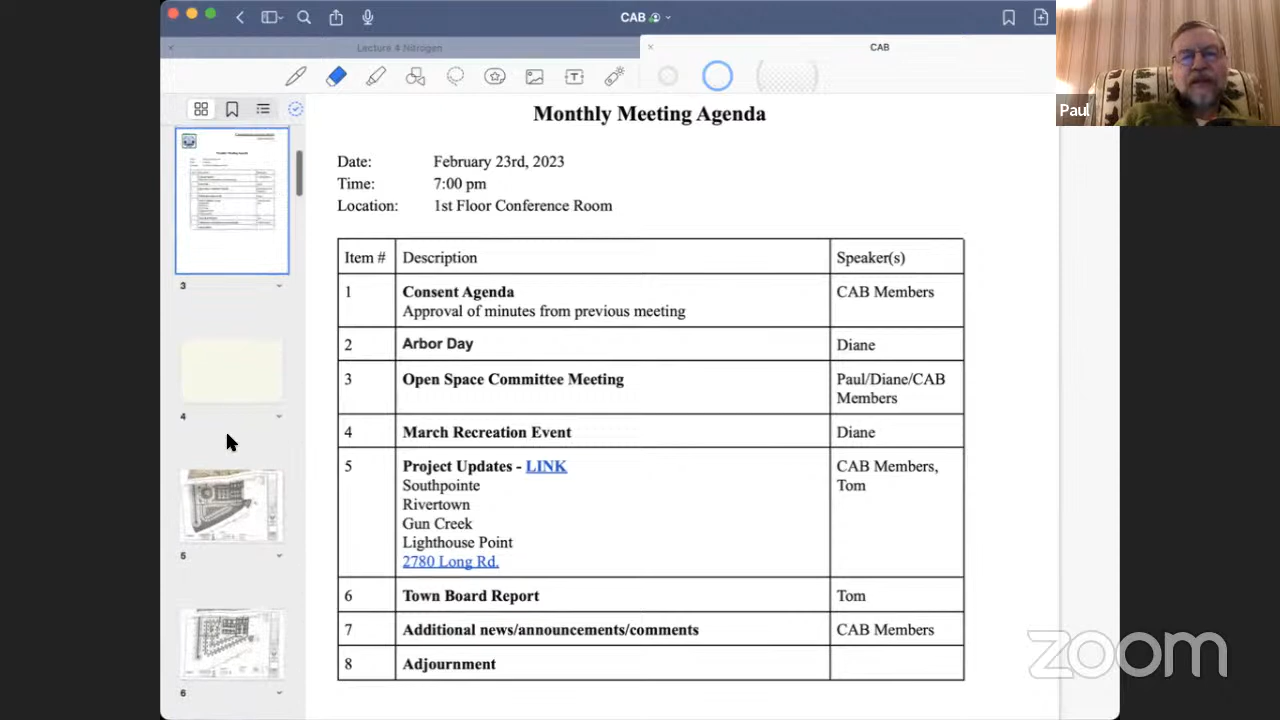 CAB
Lecture 4 Nitrogen
CAB
Paul
Monthly Meeting Agenda
Date: February 23rd, 2023
Time: 7:00 pm
Location: 1st Floor Conference Room
Item # Description Speaker(s)
1 Consent Agenda CAB Members
Approval of minutes from previous meeting
2 Arbor Day Diane
3 Open Space Committee Meeting Paul/Diane/CAB
Members
4 March Recreation Event Diane
5 Project Updates - LINK CAB Members,
Southpointe Tom
Rivertown
Gun Creek
Lighthouse Point
2780 Long Rd.
6 Town Board Report Tom
7 Additional news/announcements/comments CAB Members
8 Adjournment
3
4
5
6
zoom